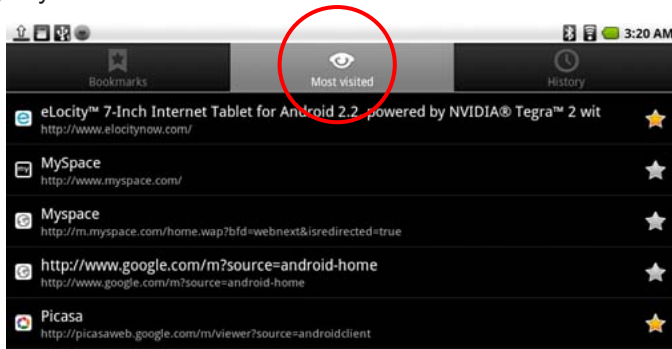 3:20 AM
Bookmarks
Most visited
History
eLocity™ 7-Inch Internet Tablet for Android 2.2, powered by NVIDIA® Tegra™ 2 wit
http://www.elocitynow.com/
my
MySpace
http://www.myspace.com/
Myspace
http://m.myspace.com/home.wap?bfd=webnext&isredirected=true
http://www.google.com/m?source=android-home
http://www.google.com/m?source=android-home
Picasa
http://picasaweb.google.com/m/viewer?source=androidclient